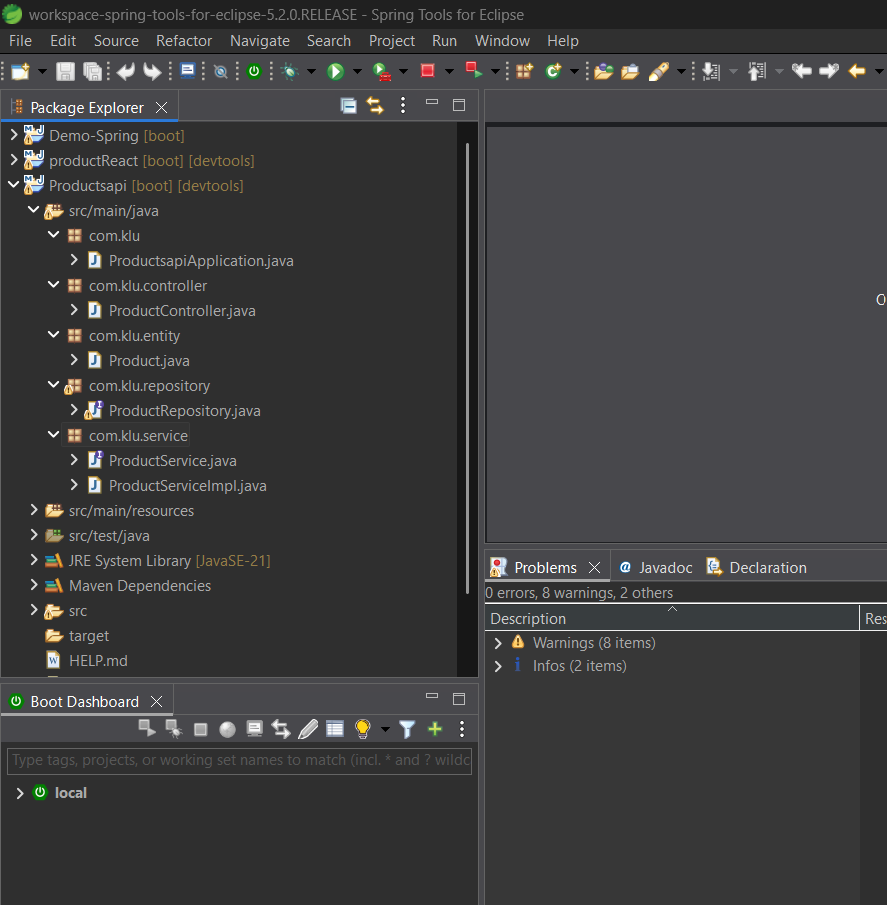 workspace-spring-tools-for-eclipse-5.2.0.RELEASE - Spring Tools for Eclipse
File Edit Source Refactor Navigate Search Project Run Window Help
Package Explorer
Demo-Spring [boot]
productReact [boot] [devtools]
Productsapi [boot] [devtools]
src/main/java
com.klu
ProductsapiApplication.java
com.klu.controller
ProductController.java
com.klu.entity
Product.java
com.klu.repository
ProductRepository.java
com.klu.service
ProductService.java
ProductServiceImpl.java
src/main/resources
src/test/java
JRE System Library [JavaSE-21]
Maven Dependencies
src
target
HELP.md
Boot Dashboard
Type tags, projects, or working set names to match (incl. * and ? wildc
local
O
Problems Javadoc Declaration
0 errors, 8 warnings, 2 others
Description Res
Warnings (8 items)
Infos (2 items)